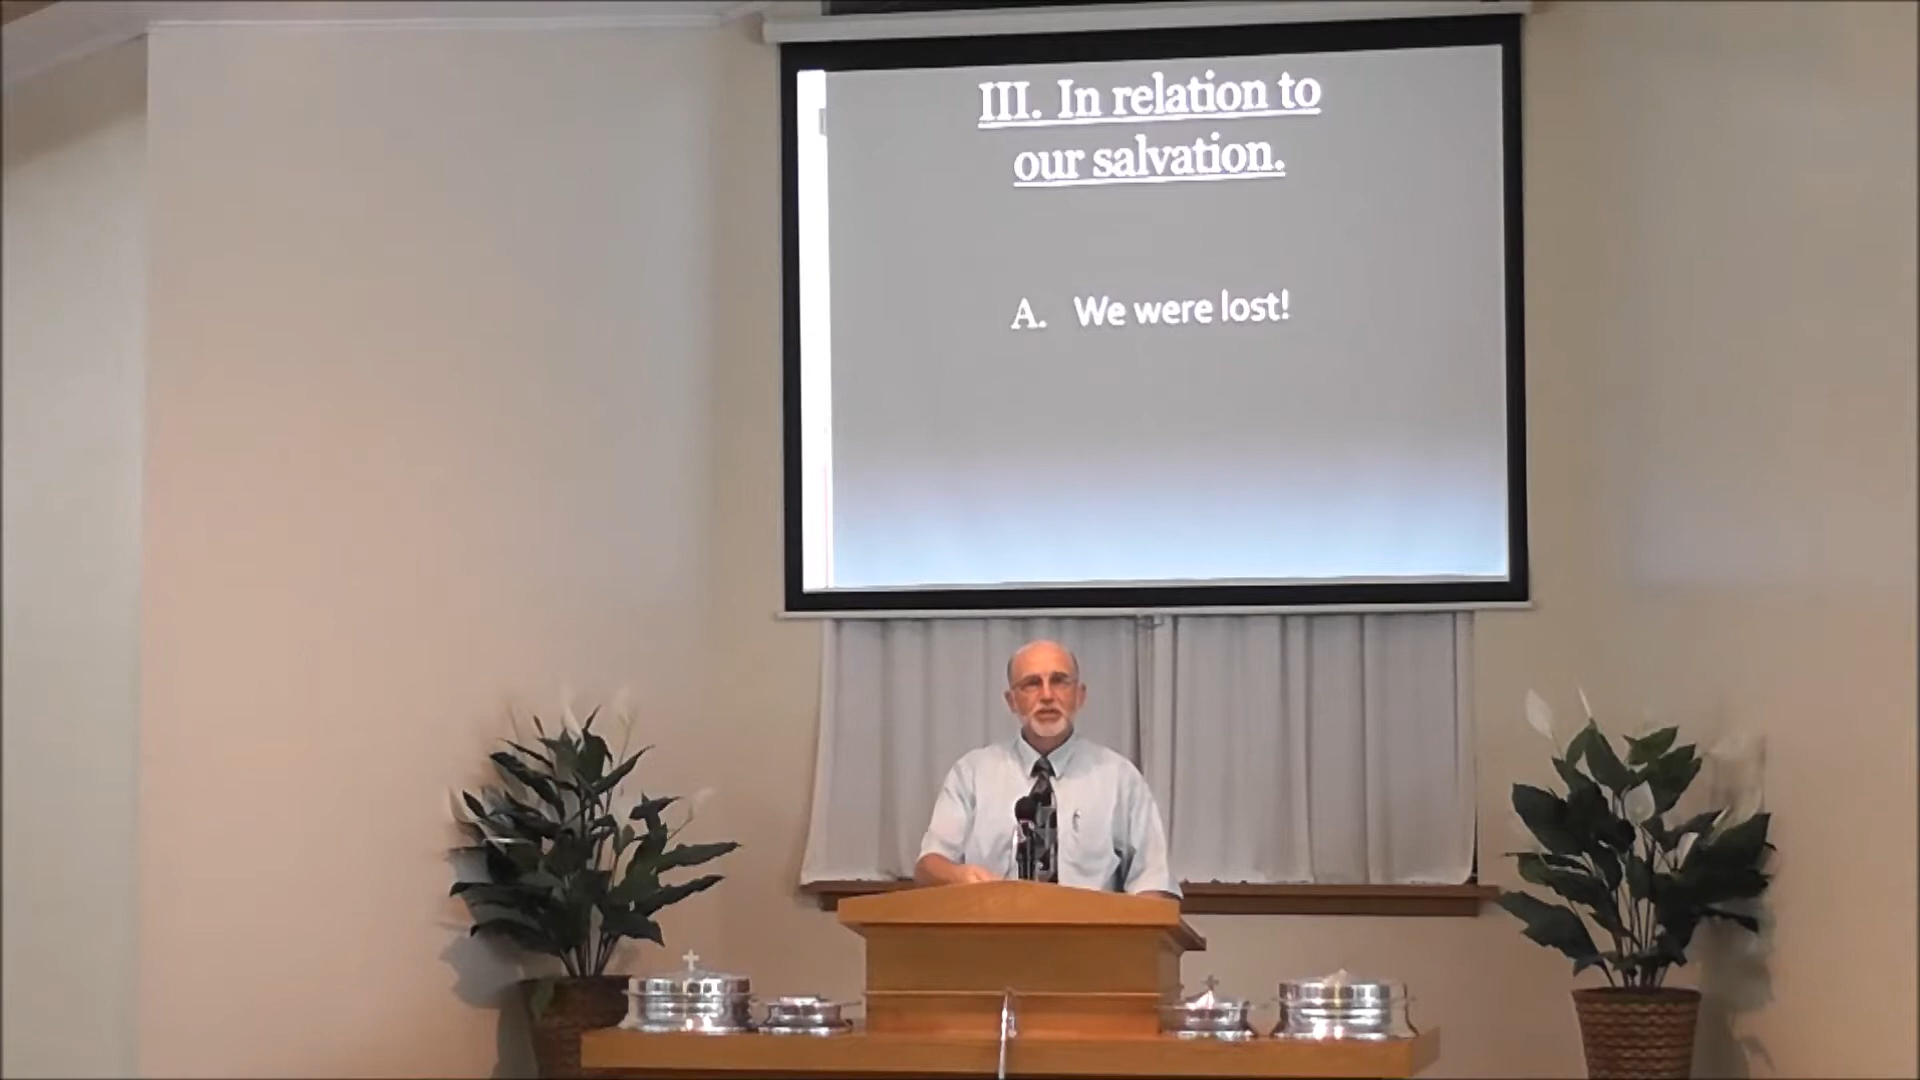 III. In relation to
our salvation.
A. We were lost!